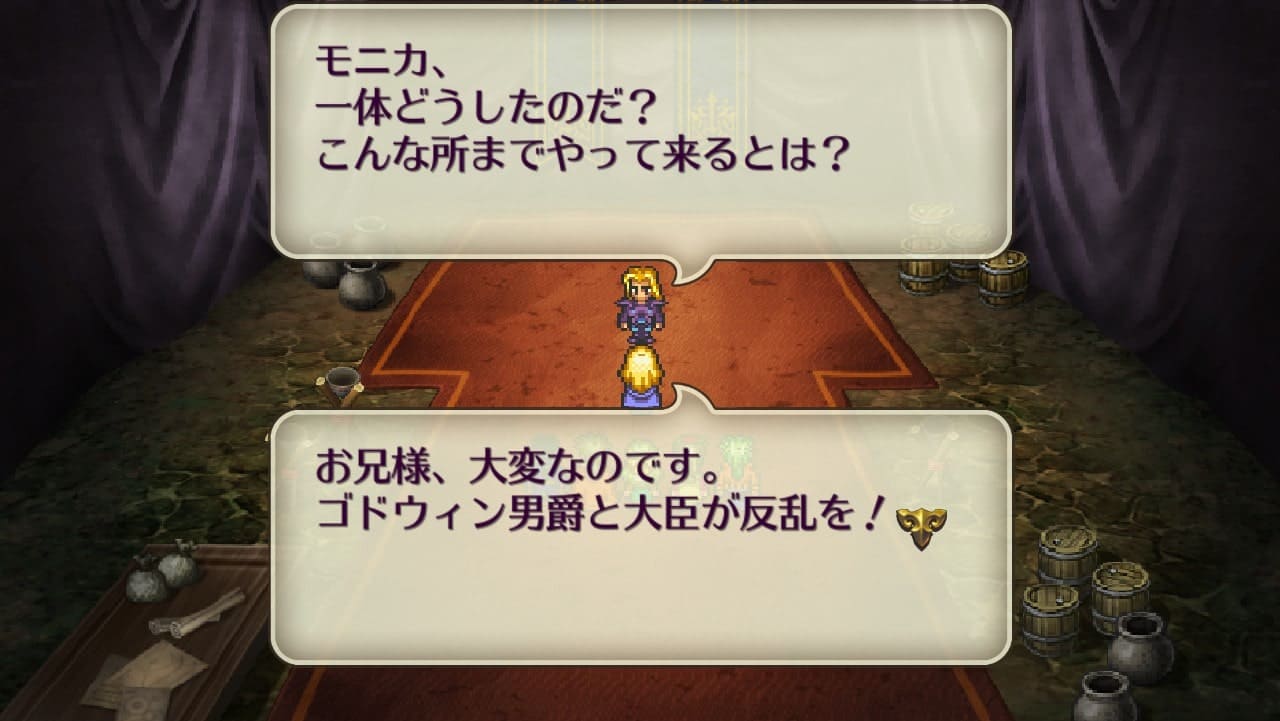 モニカ、
一体どうしたのだ？
こんな所までやって来るとは？
お兄様、大変なのです。
ゴドウィン男爵と大臣が反乱を！